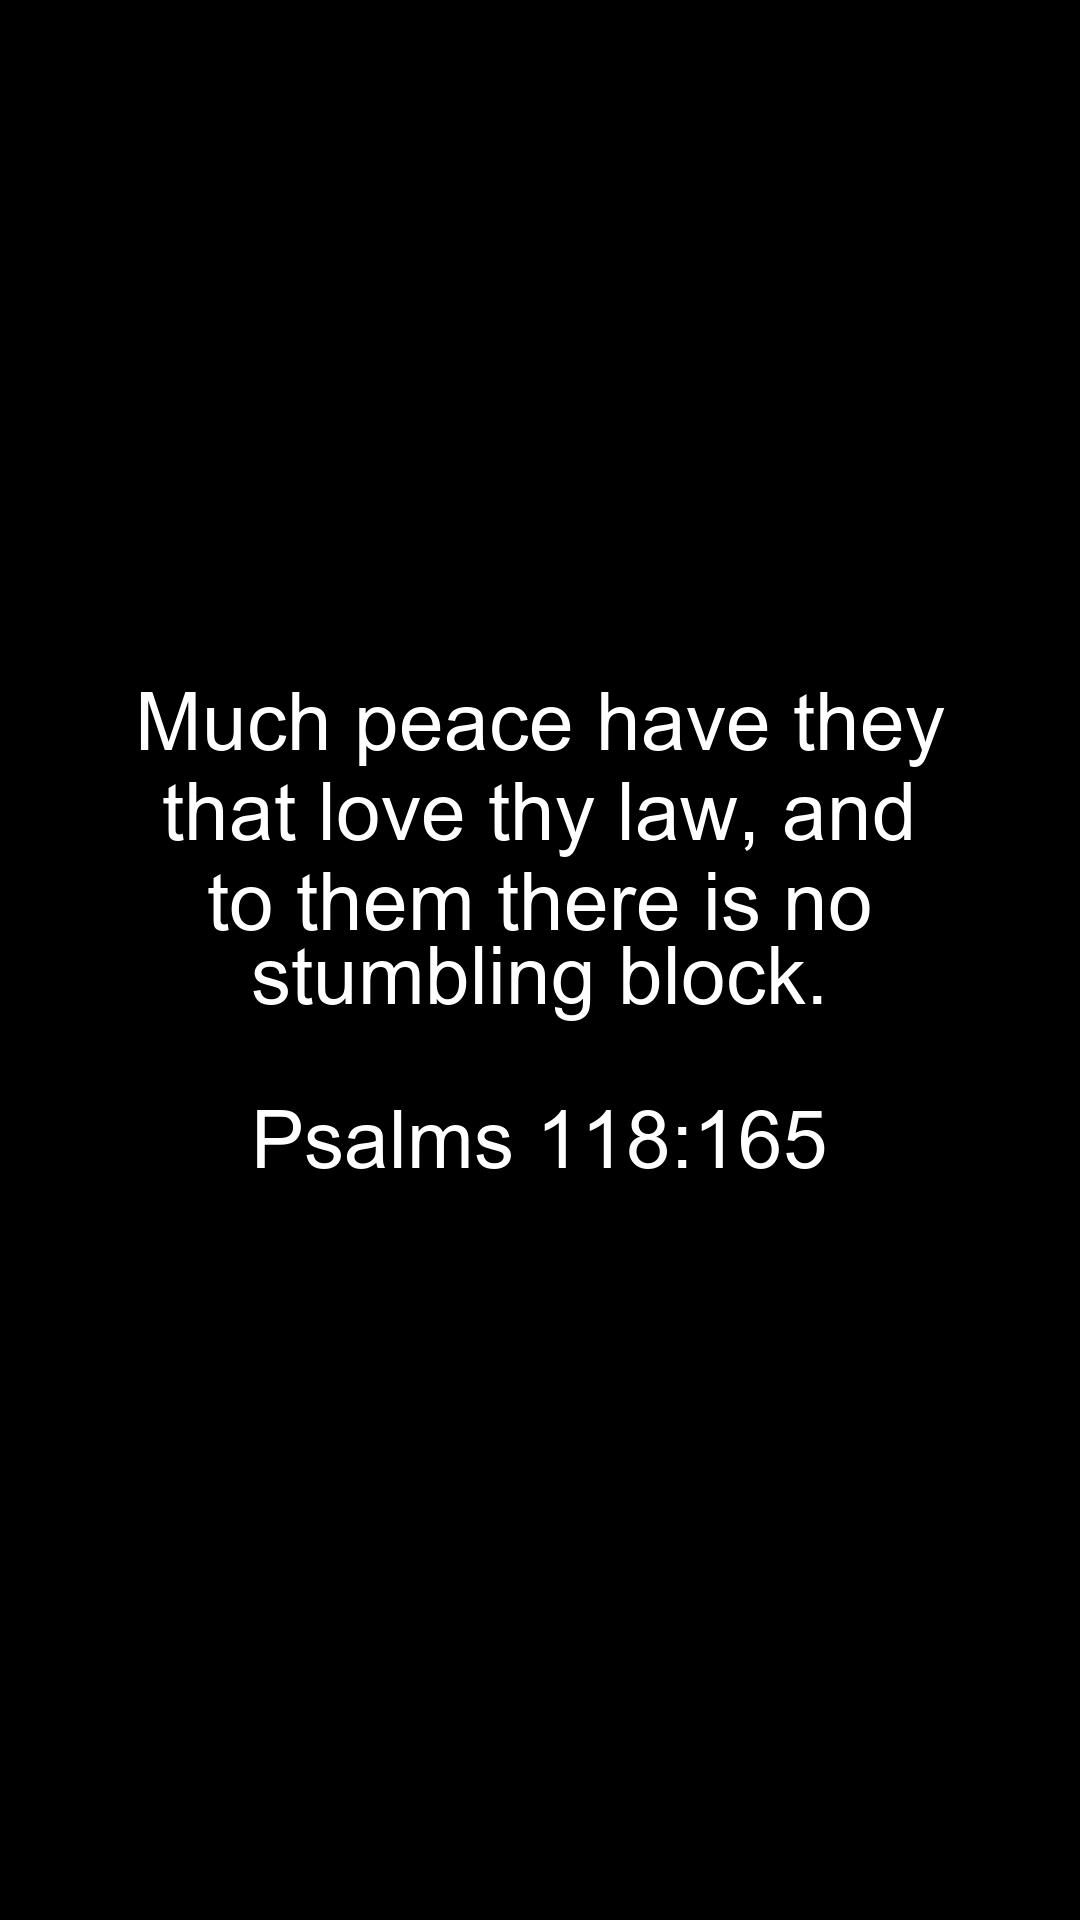 Much peace have they
that love thy law, and
to them there is no
stumbling block.
Psalms 118:165